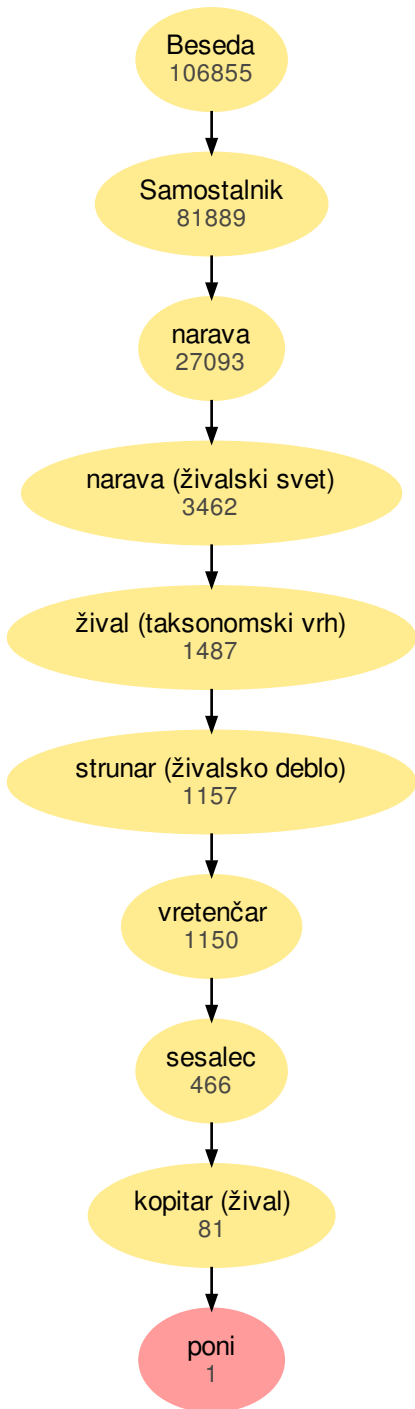 Beseda
106855
Samostalnik
81889
narava
27093
narava (živalski svet)
3462
žival (taksonomski vrh)
1487
strunar (živalsko deblo)
1157
vretenčar
1150
sesalec
466
kopitar (žival)
81
poni
1